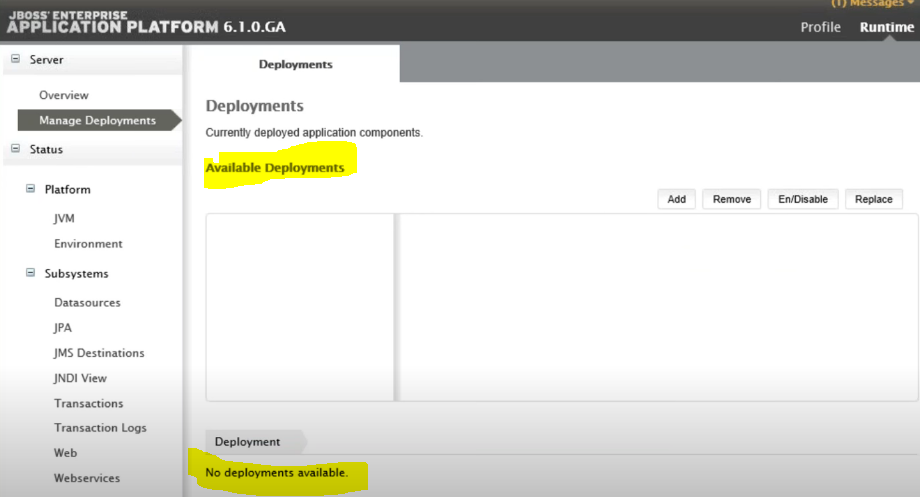 (1) Messages
JBOSS' ENTERPRISE
APPLICATION PLATFORM 6.1.0.GA
Profile Runtime
Server
Overview
Manage Deployments
Status
Platform
JVM
Environment
Subsystems
Datasources
JPA
JMS Destinations
JNDI View
Transactions
Transaction Logs
Web
Webservices
Deployments
Deployments
Currently deployed application components.
Available Deployments
Add Remove En/Disable Replace
Deployment
No deployments available.